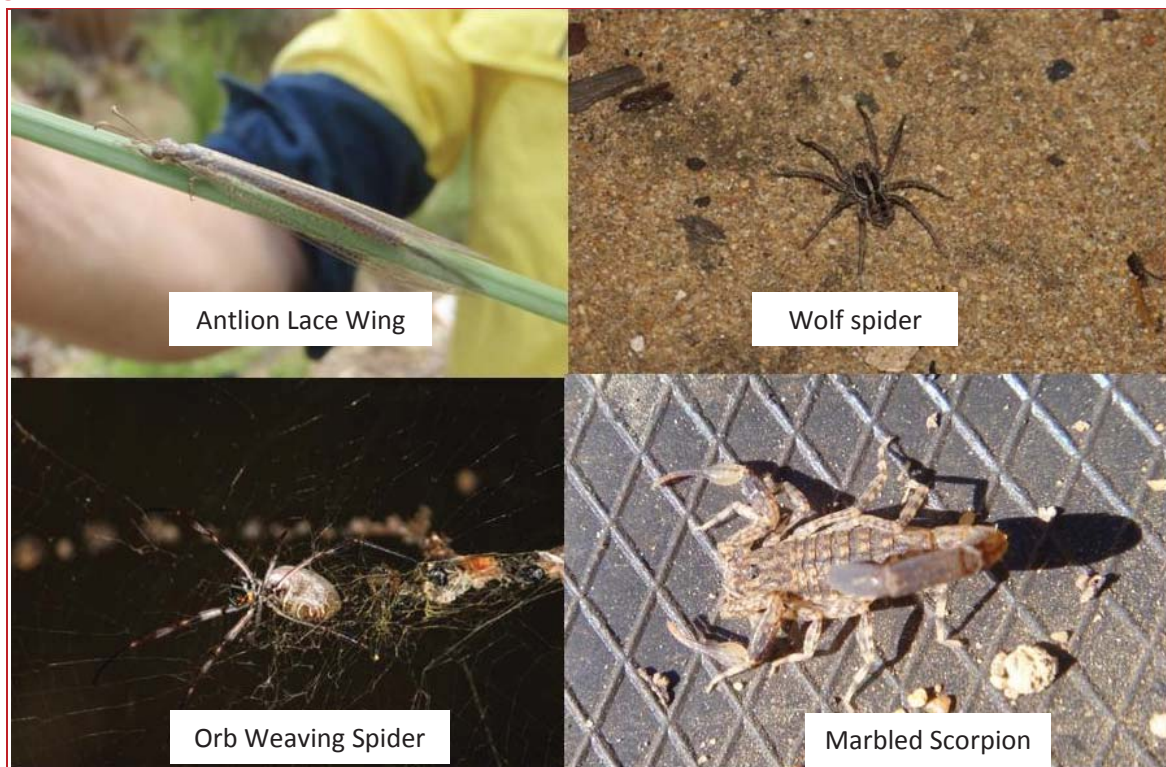 Antlion Lace Wing
Wolf spider
Orb Weaving Spider
Marbled Scorpion